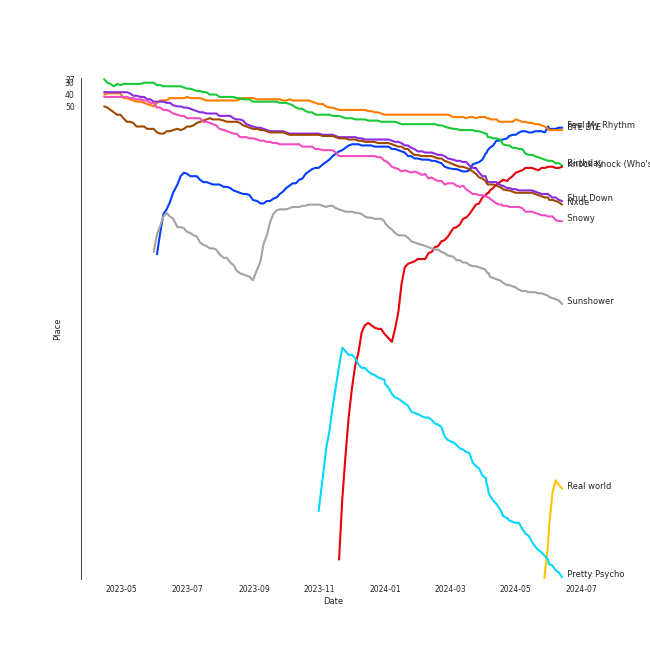 27
30
40
50
Feel My Rhythm
BYE BYE
Birthday
Knock Knock (Who's
Shut Down
Nxde
Snowy
Sunshower
Real world
Pretty Psycho
Place
2023-05 2023-07 2023-09 2023-11 2024-01 2024-03 2024-05 2024-07
Date